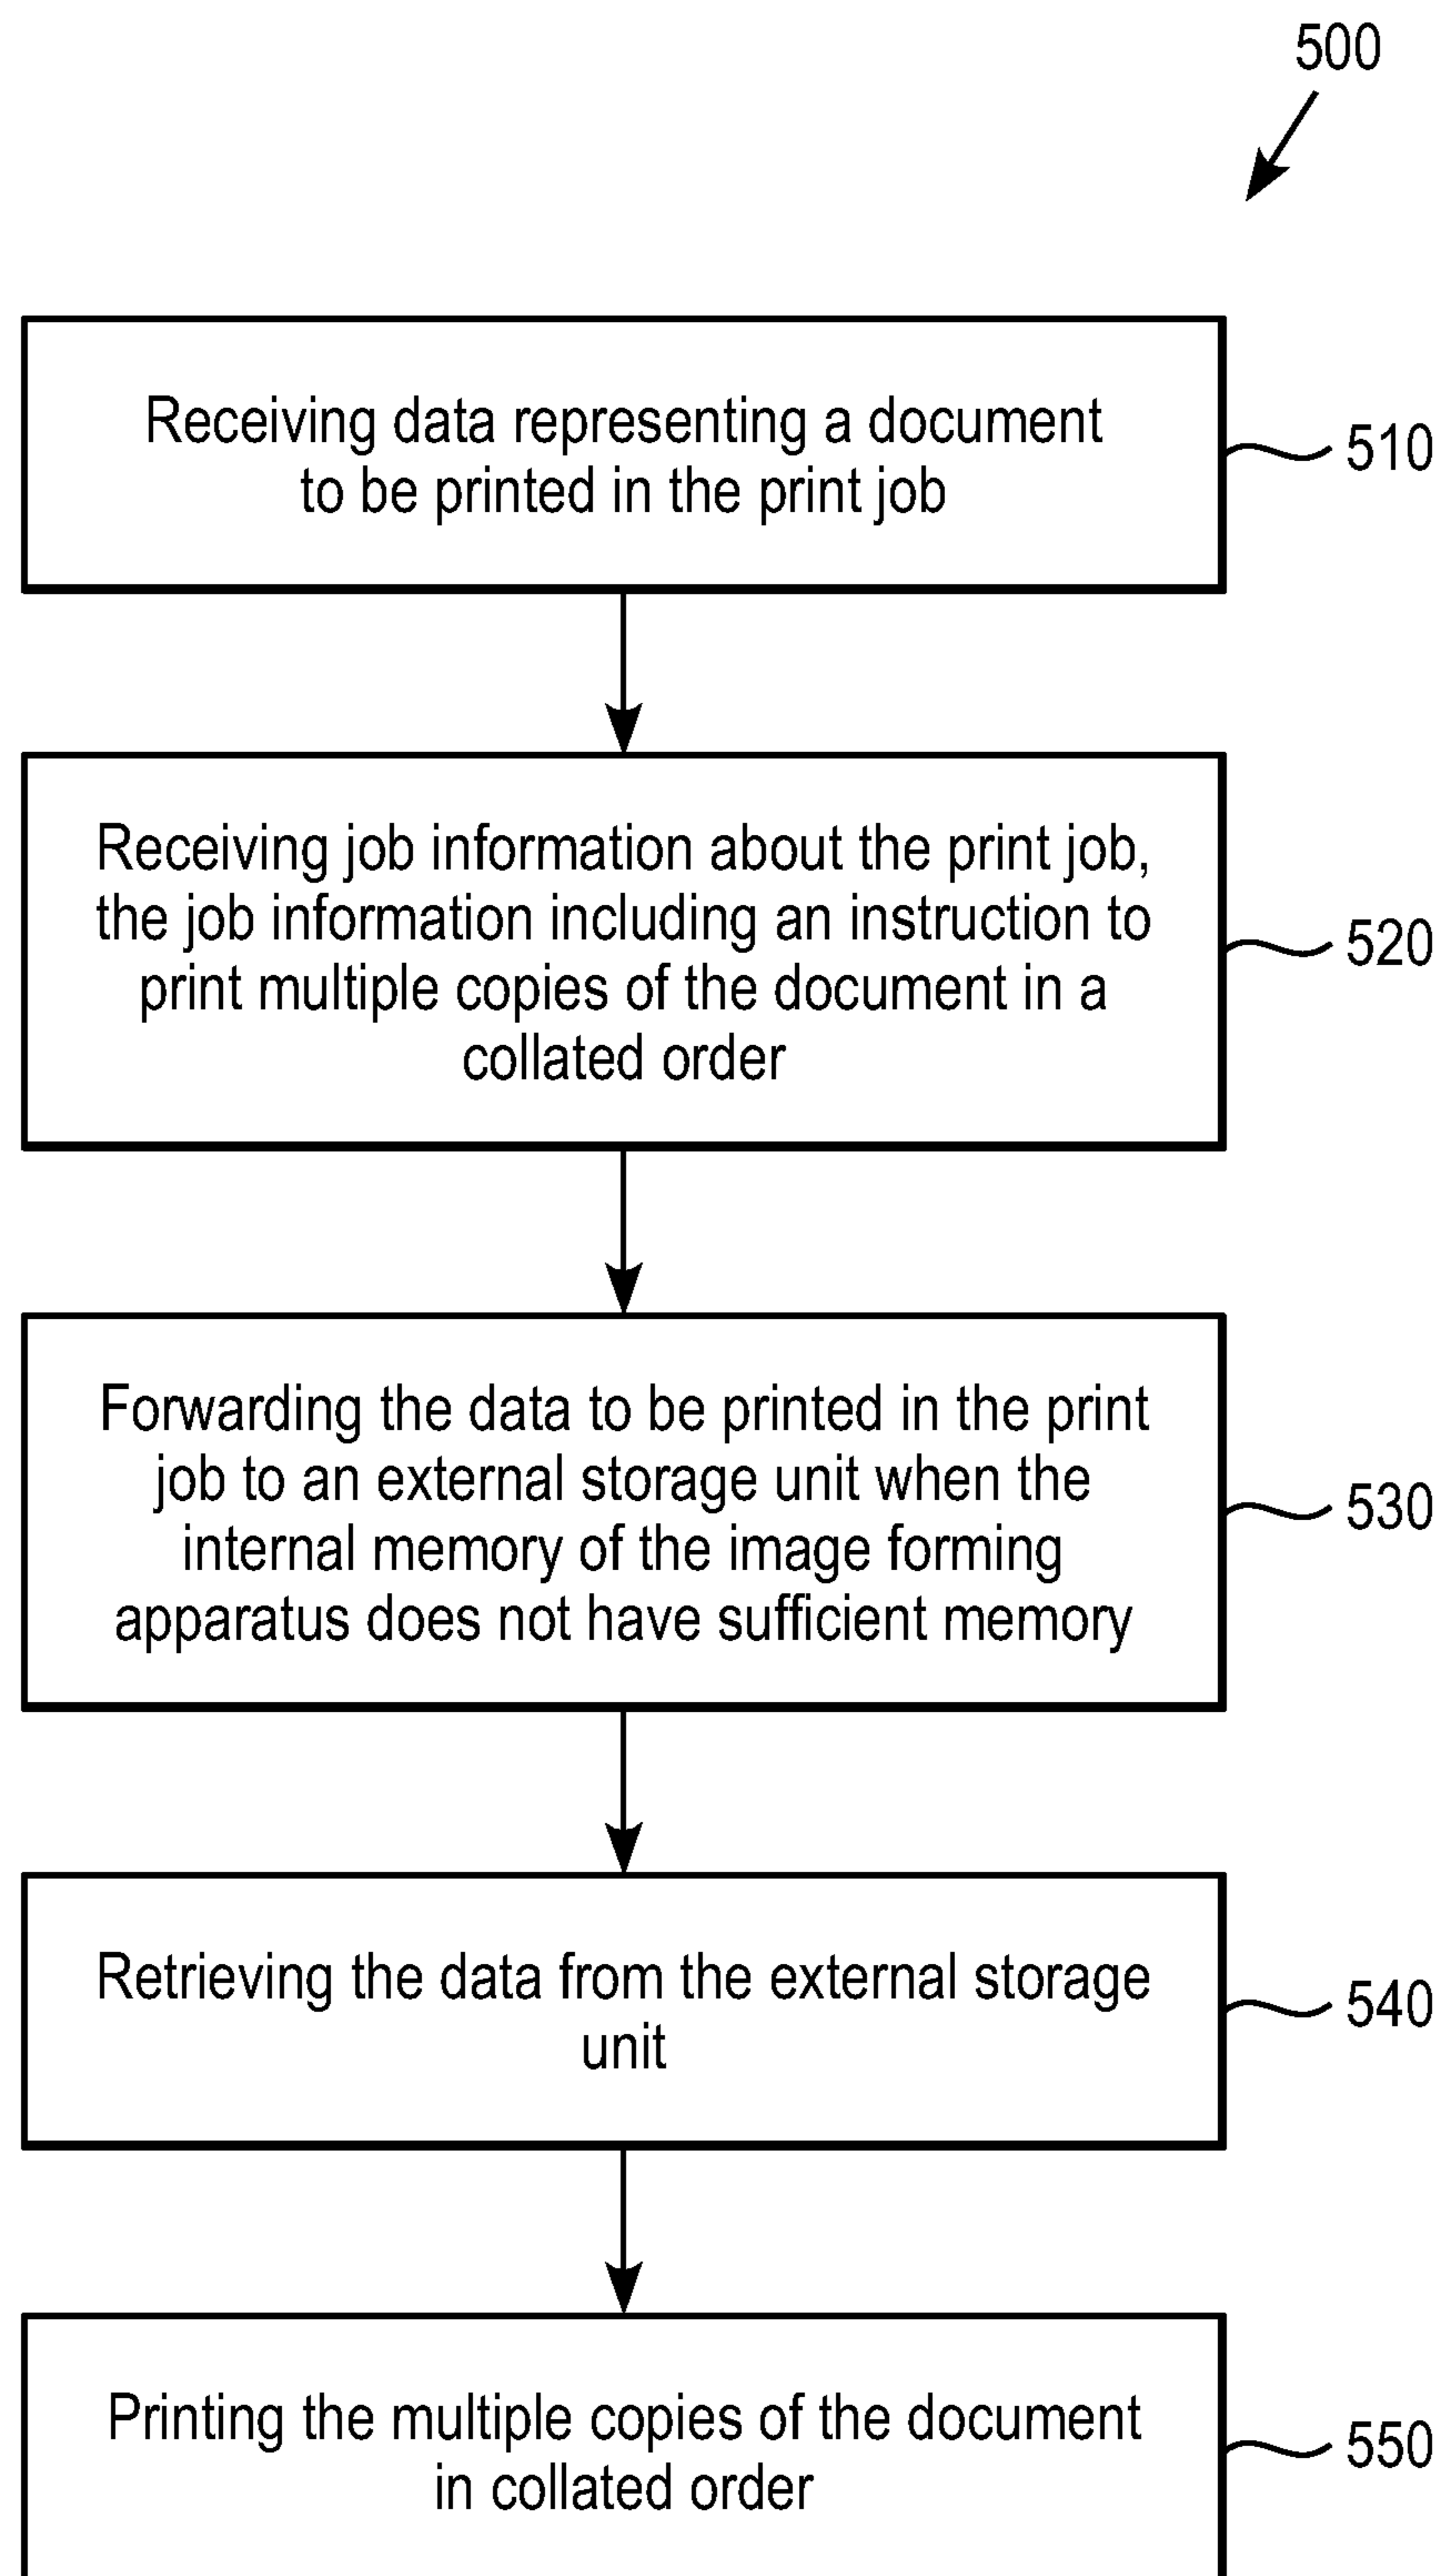 500
Receiving data representing a document
to be printed in the print job
510
Receiving job information about the print job,
the job information including an instruction to
print multiple copies of the document in a
collated order
520
Forwarding the data to be printed in the print
job to an external storage unit when the
internal memory of the image forming
apparatus does not have sufficient memory
530
Retrieving the data from the external storage
unit
540
Printing the multiple copies of the document
in collated order
550